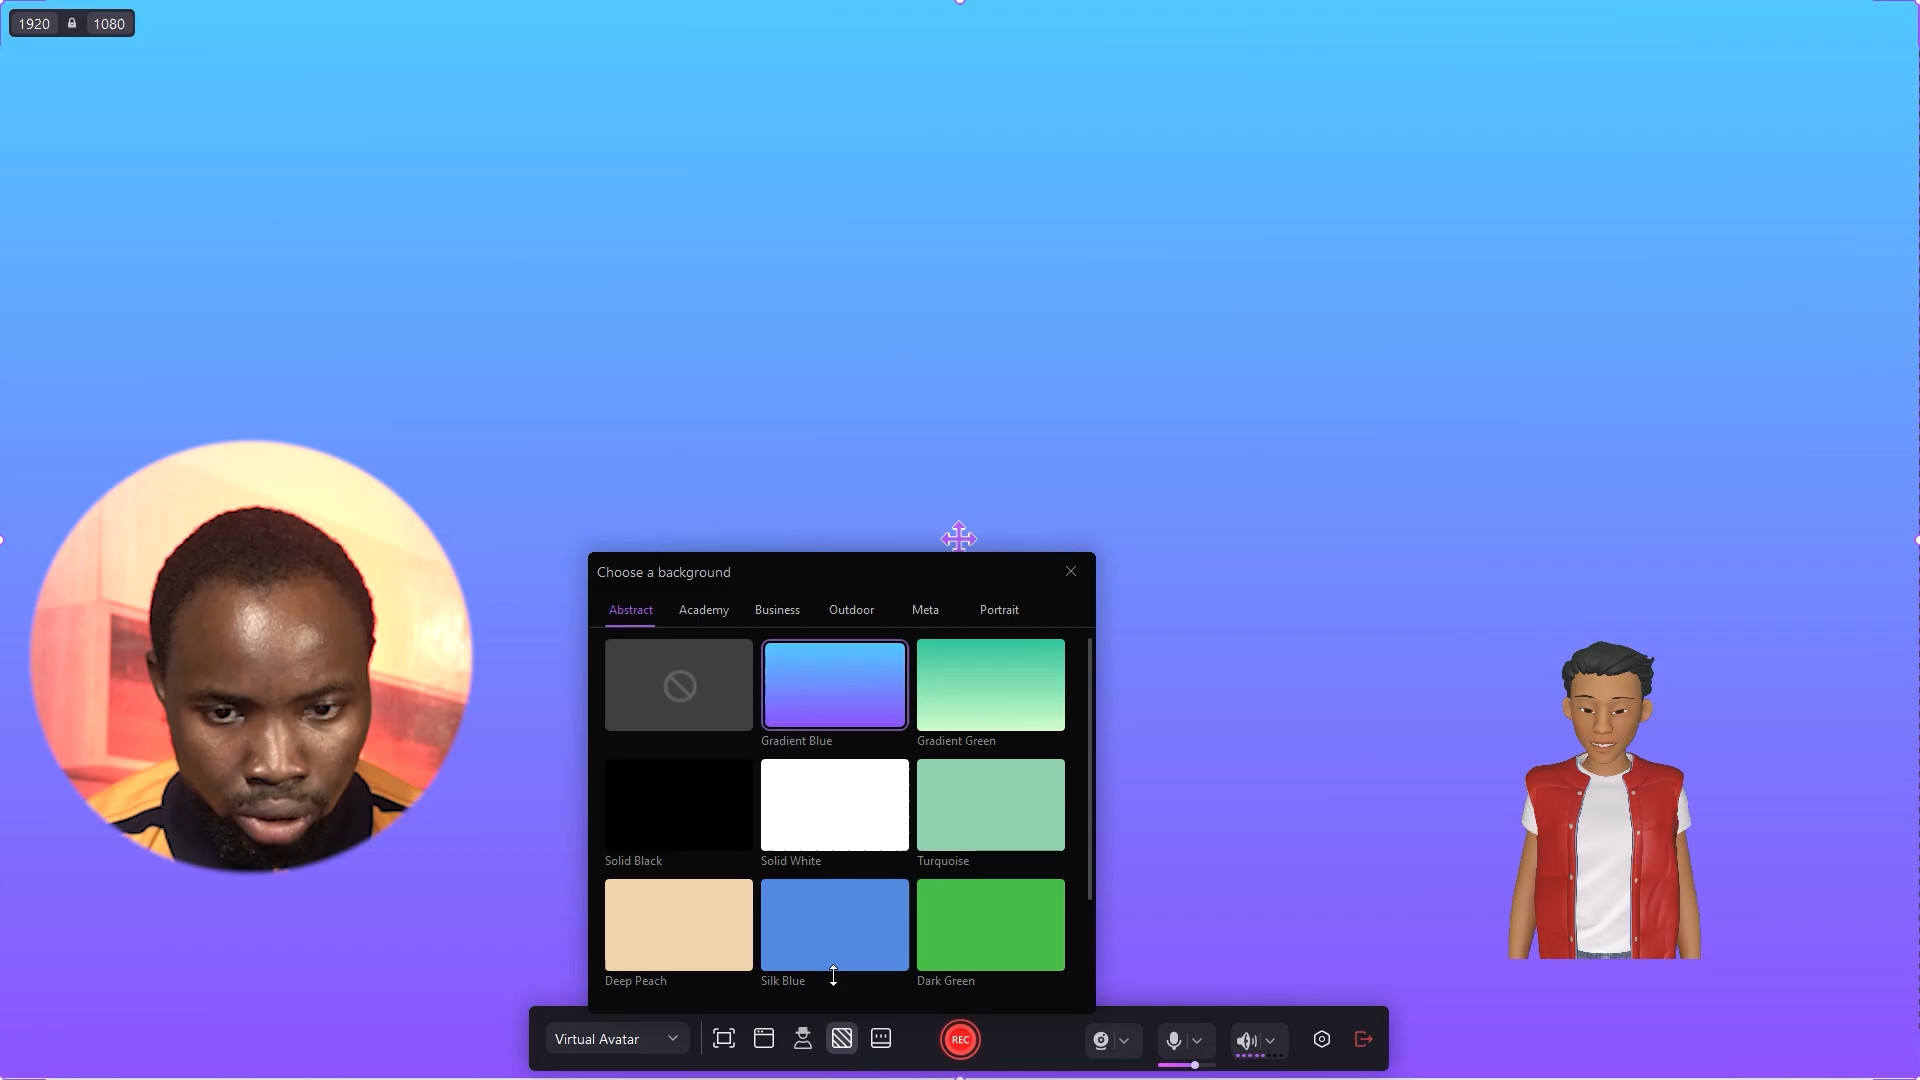 1920 1080
Choose a background
Abstract Academy Business Outdoor Meta Portrait
Gradient Blue Gradient Green
Solid Black Solid White Turquoise
Deep Peach Silk Blue Dark Green
Virtual Avatar REC